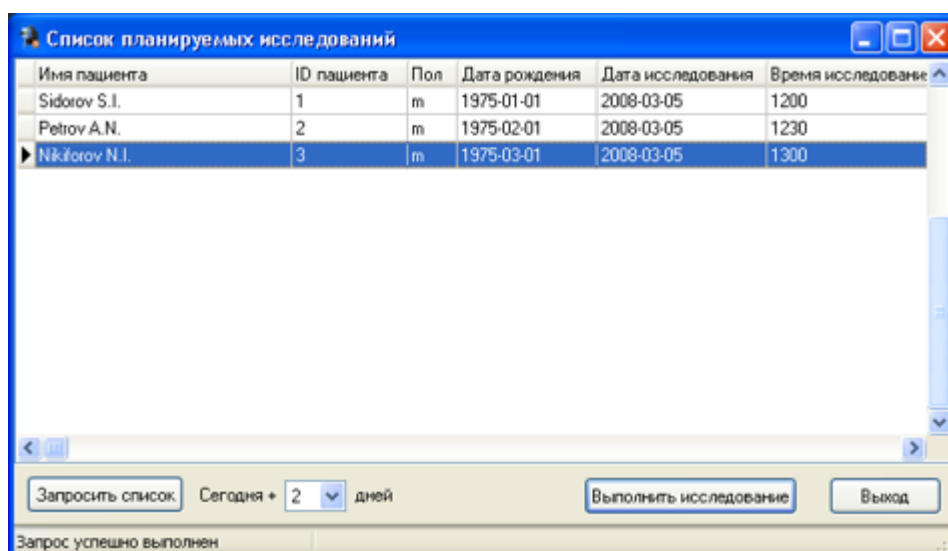 Список планируемых исследований
Имя пациента ID пациента Пол Дата рождения Дата исследования Время исследование
Sidorov S.I. 1 m 1975-01-01 2008-03-05 1200
Petrov A.N. 2 m 1975-02-01 2008-03-05 1230
Nikiforov N.I. 3 m 1975-03-01 2008-03-05 1300
Запросить список Сегодня + 2 дней Выполнить исследование Выход
Запрос успешно выполнен